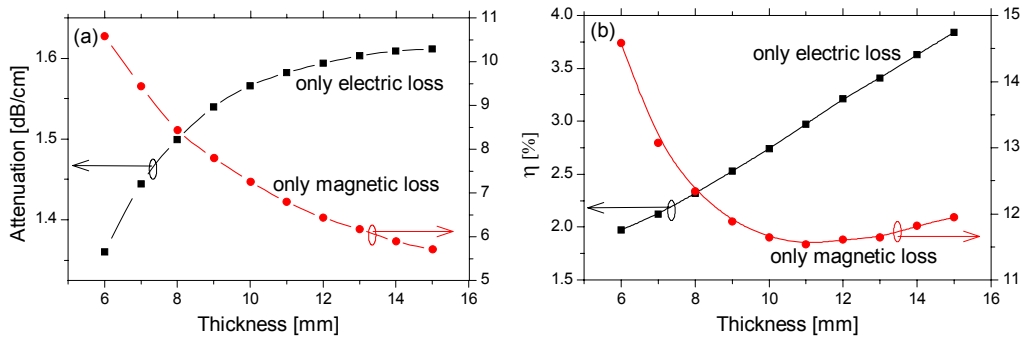 (a)
Attenuation [dB/cm]
1.6
1.5
1.4
11
10
9
8
7
6
5
only electric loss
only magnetic loss
6 8 10 12 14 16
Thickness [mm]
(b)
η [%]
4.0
3.5
3.0
2.5
2.0
1.5
15
14
13
12
11
only electric loss
only magnetic loss
6 8 10 12 14 16
Thickness [mm]